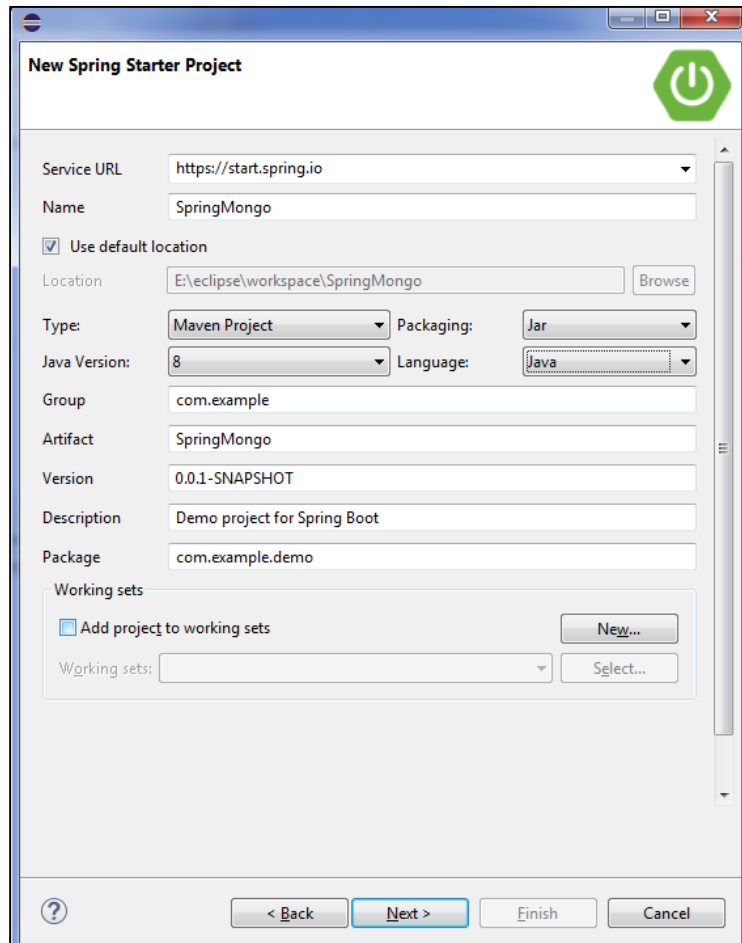 New Spring Starter Project
Service URL https://start.spring.io
Name SpringMongo
Use default location
Location E:\eclipse\workspace\SpringMongo Browse
Type: Maven Project Packaging: Jar
Java Version: 8 Language: Java
Group com.example
Artifact SpringMongo
Version 0.0.1-SNAPSHOT
Description Demo project for Spring Boot
Package com.example.demo
Working sets
Add project to working sets New...
Working sets: Select...
? < Back Next > Finish Cancel